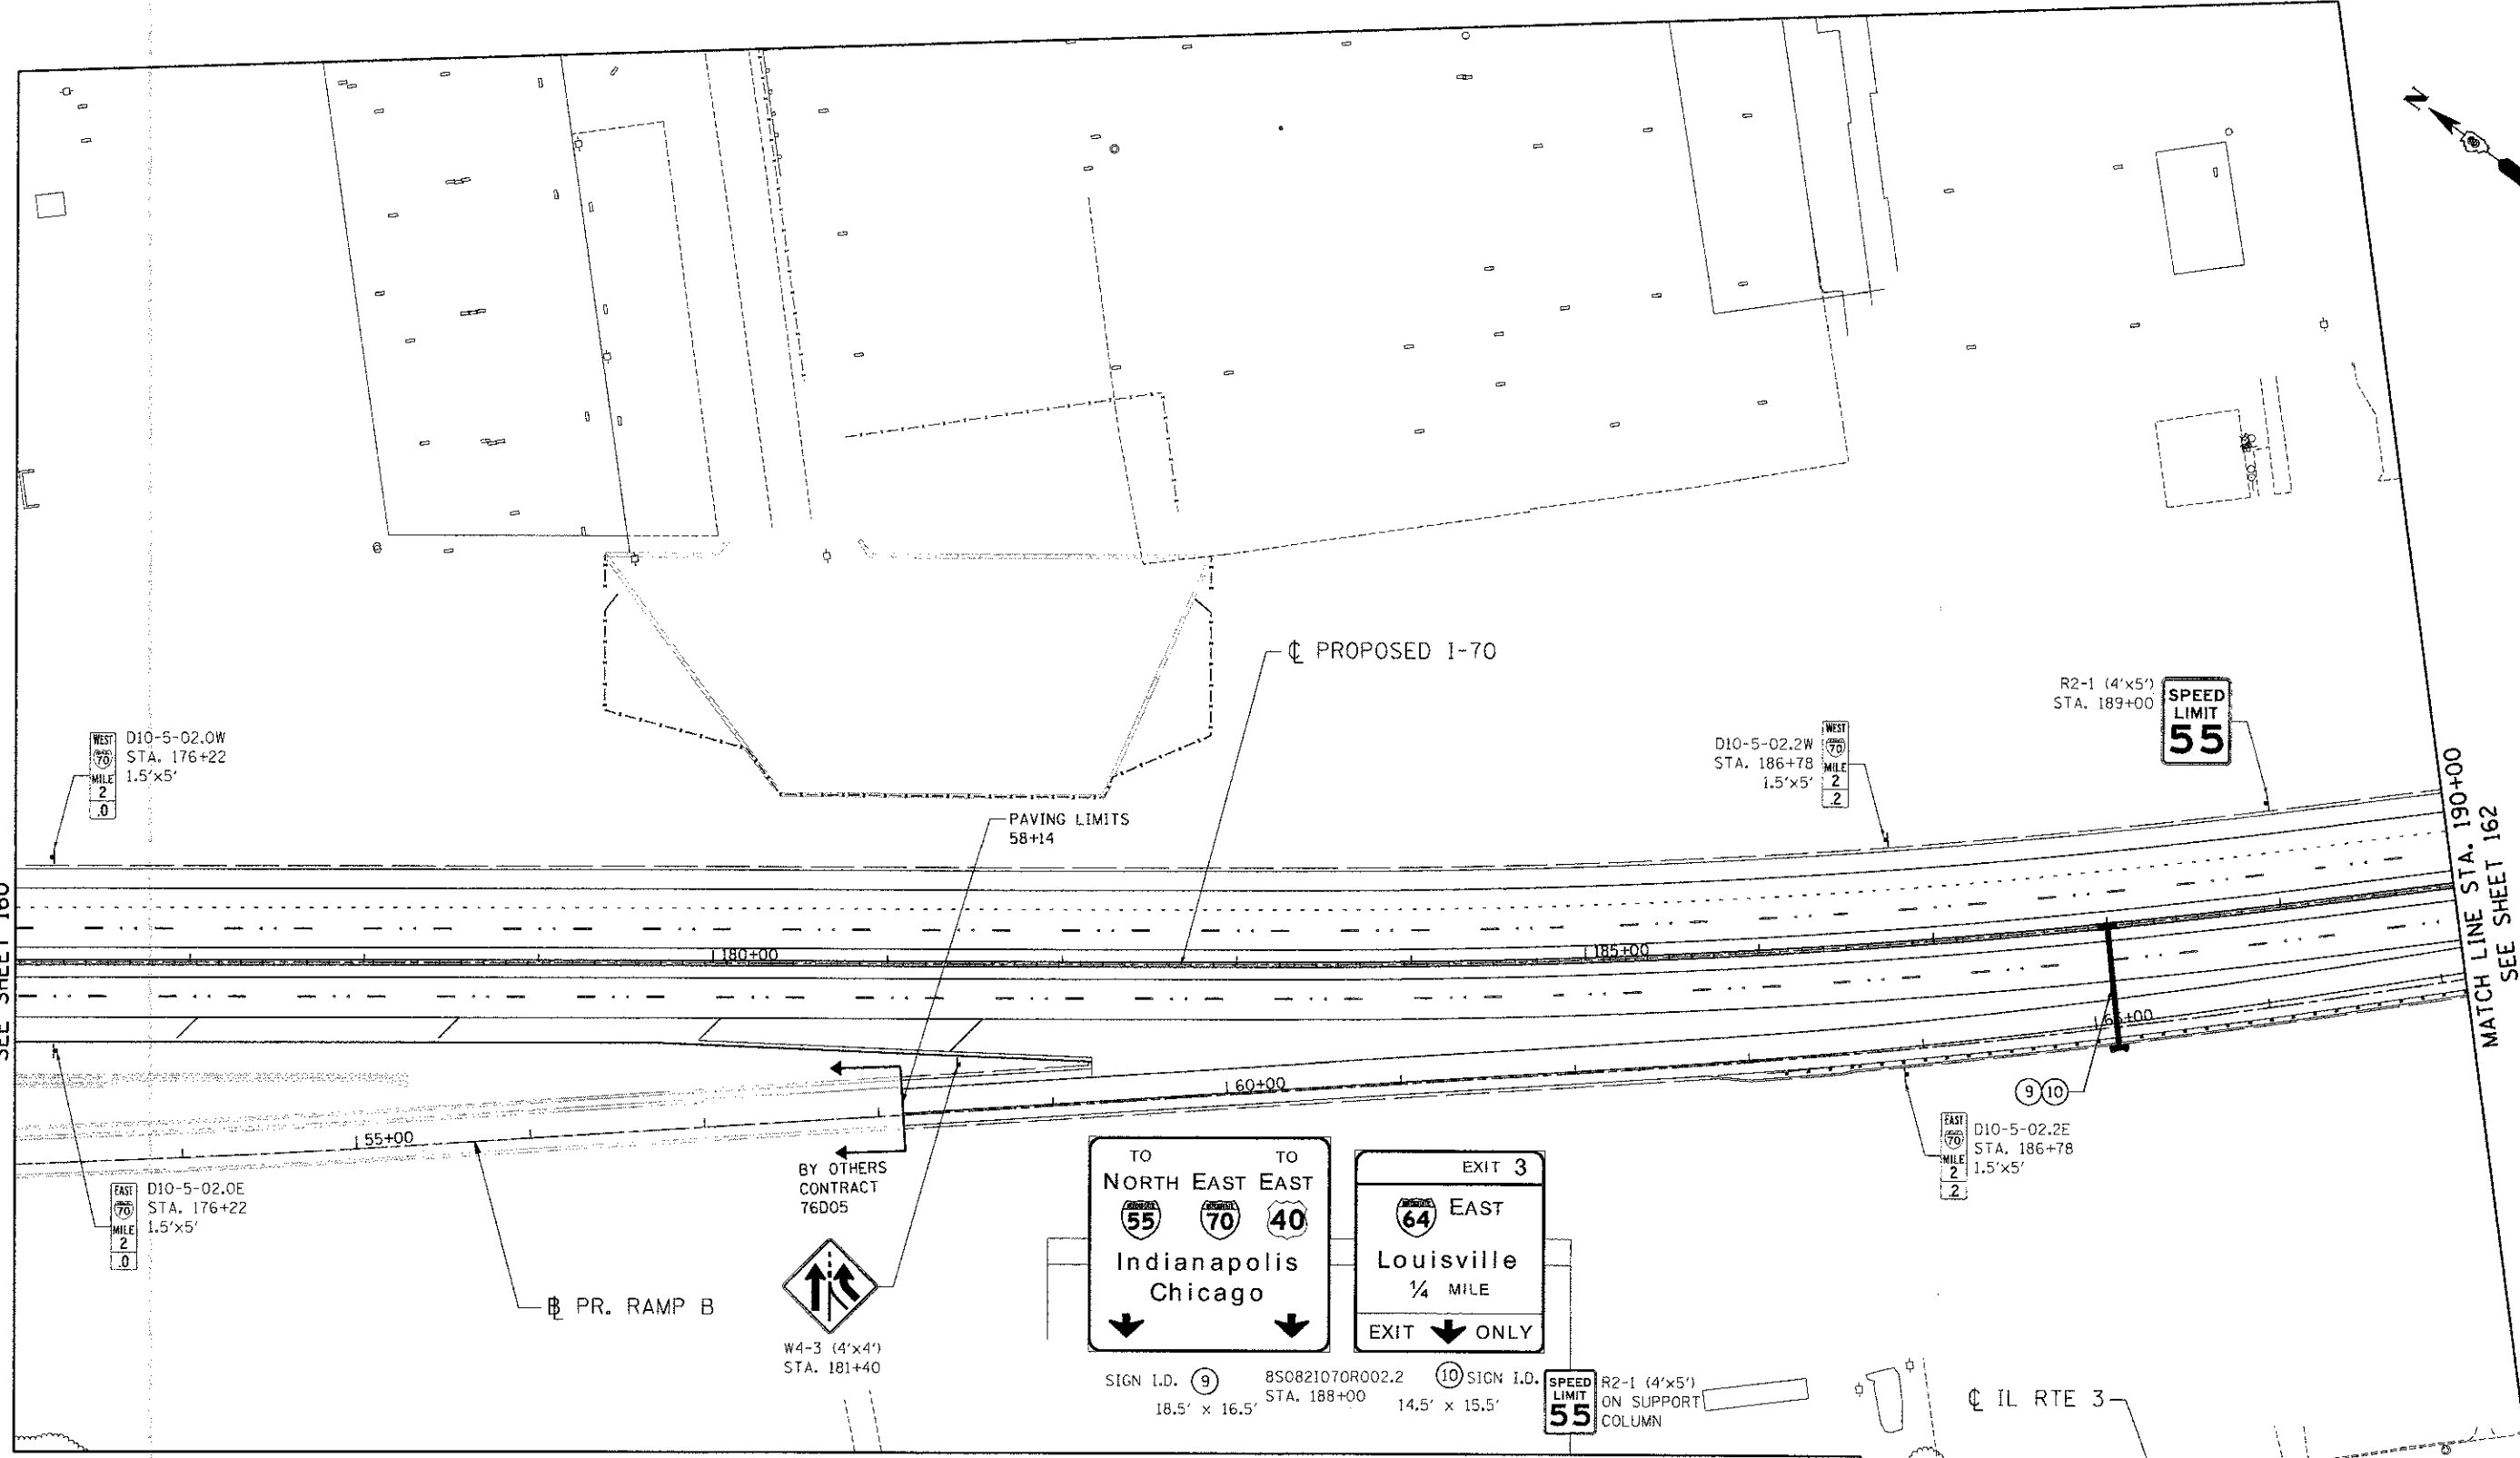 N
₵ PROPOSED I-70
R2-1 (4'x5')
STA. 189+00
SPEED
LIMIT
55
WEST
70
MILE
2
.0
D10-5-02.0W
STA. 176+22
1.5'x5'
D10-5-02.2W
STA. 186+78
1.5'x5'
WEST
70
MILE
2
.2
PAVING LIMITS
58+14
SEE SHEET 160
MATCH LINE STA. 190+00
SEE SHEET 162
180+00
185+00
55+00
60+00
65+00
9 10
EAST
70
MILE
2
.0
D10-5-02.0E
STA. 176+22
1.5'x5'
BY OTHERS
CONTRACT
76D05
EAST
70
MILE
2
.2
D10-5-02.2E
STA. 186+78
1.5'x5'
PR. RAMP B
W4-3 (4'x4')
STA. 181+40
TO TO
NORTH EAST EAST
55 70 40
Indianapolis
Chicago
EXIT 3
64 EAST
Louisville
¼ MILE
EXIT ONLY
SIGN I.D. 9
18.5' x 16.5'
8S082I070R002.2
STA. 188+00
10 SIGN I.D.
14.5' x 15.5'
SPEED
LIMIT
55
R2-1 (4'x5')
ON SUPPORT
COLUMN
₵ IL RTE 3